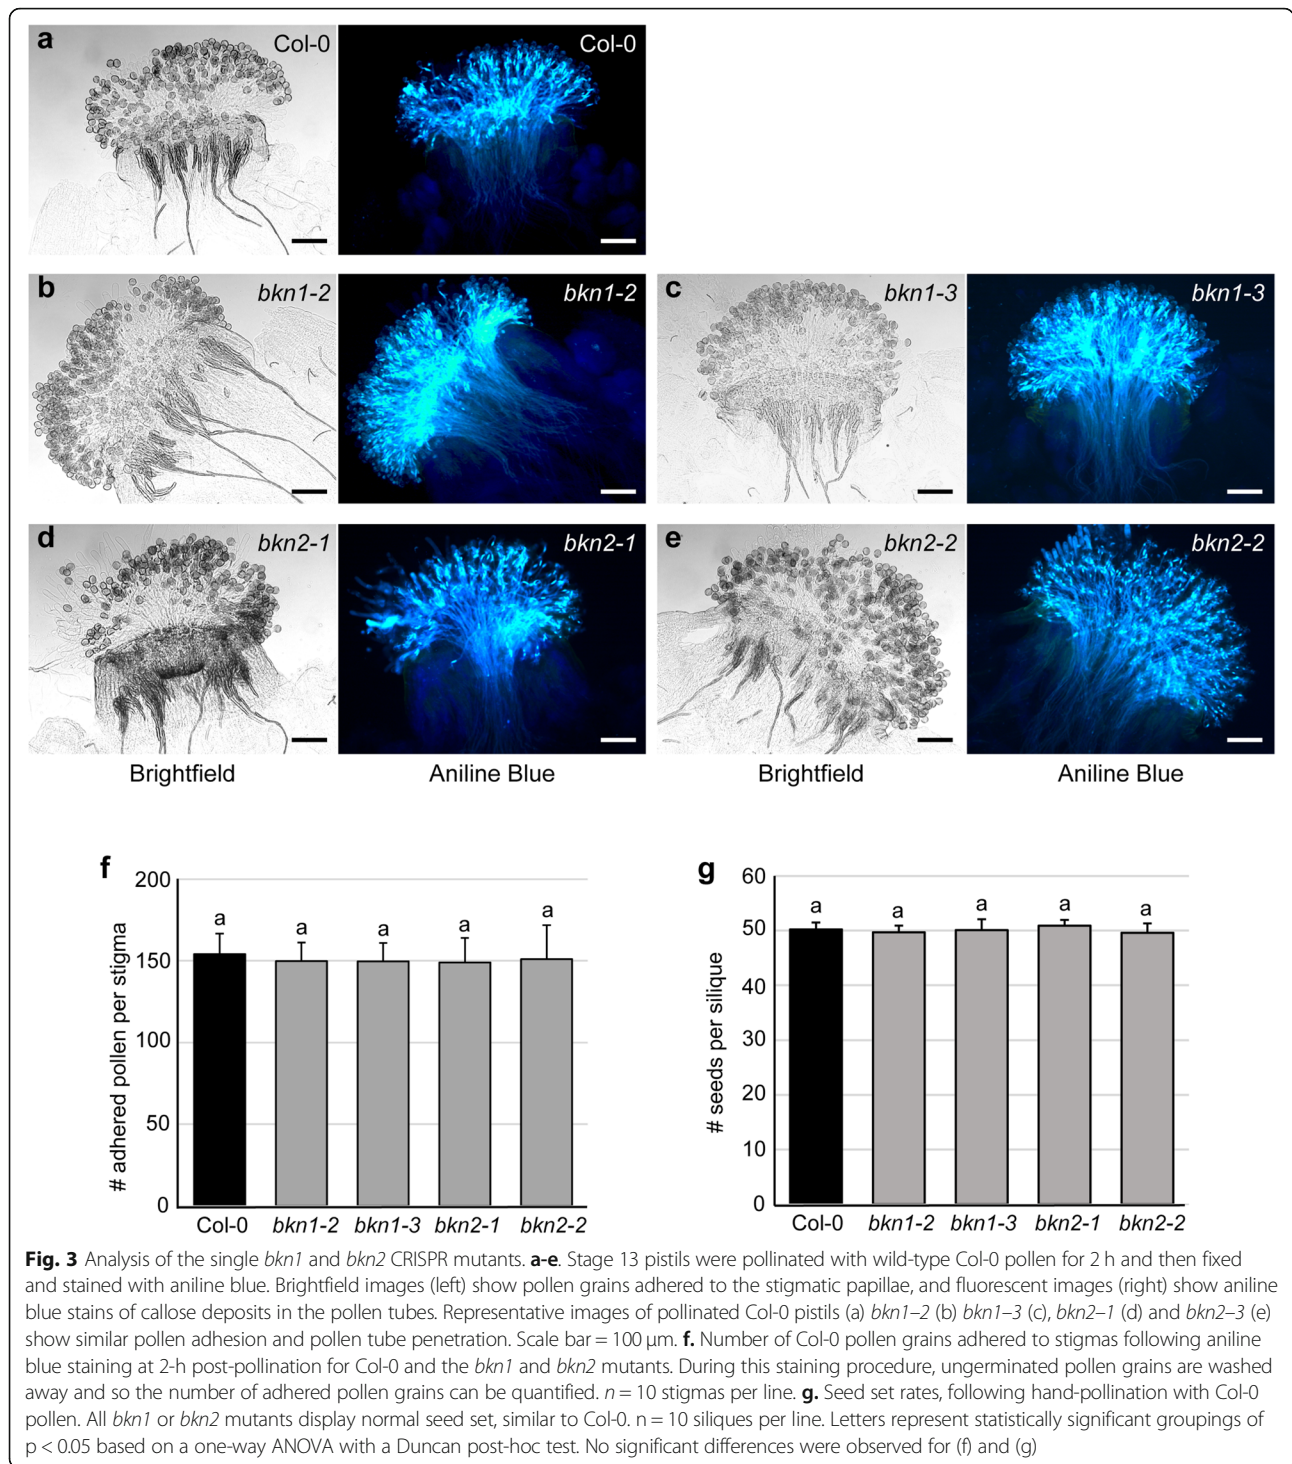 a Col-0 Col-0
b bkn1-2 bkn1-2 c bkn1-3 bkn1-3
d bkn2-1 bkn2-1 e bkn2-2 bkn2-2
Brightfield Aniline Blue Brightfield Aniline Blue
f
# adhered pollen per stigma
200
150
100
50
0
a a a a a
Col-0 bkn1-2 bkn1-3 bkn2-1 bkn2-2
g
# seeds per silique
60
50
40
30
20
10
0
a a a a a
Col-0 bkn1-2 bkn1-3 bkn2-1 bkn2-2
Fig. 3 Analysis of the single bkn1 and bkn2 CRISPR mutants. a-e. Stage 13 pistils were pollinated with wild-type Col-0 pollen for 2 h and then fixed
and stained with aniline blue. Brightfield images (left) show pollen grains adhered to the stigmatic papillae, and fluorescent images (right) show aniline
blue stains of callose deposits in the pollen tubes. Representative images of pollinated Col-0 pistils (a) bkn1–2 (b) bkn1–3 (c), bkn2–1 (d) and bkn2–3 (e)
show similar pollen adhesion and pollen tube penetration. Scale bar = 100 μm. f. Number of Col-0 pollen grains adhered to stigmas following aniline
blue staining at 2-h post-pollination for Col-0 and the bkn1 and bkn2 mutants. During this staining procedure, ungerminated pollen grains are washed
away and so the number of adhered pollen grains can be quantified. n = 10 stigmas per line. g. Seed set rates, following hand-pollination with Col-0
pollen. All bkn1 or bkn2 mutants display normal seed set, similar to Col-0. n = 10 siliques per line. Letters represent statistically significant groupings of
p < 0.05 based on a one-way ANOVA with a Duncan post-hoc test. No significant differences were observed for (f) and (g)